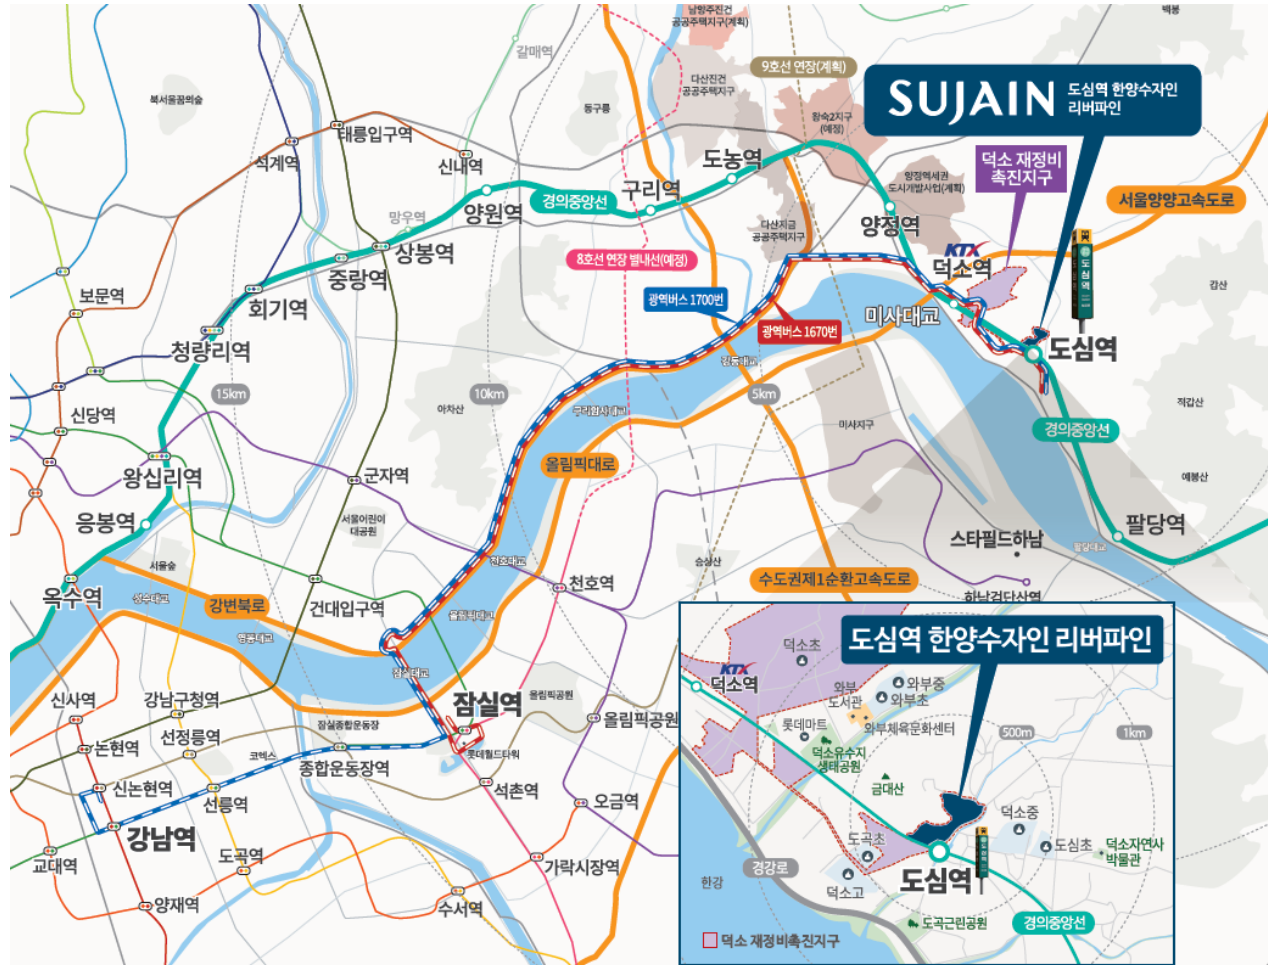 남양주진건
공공주택지구(계획)
백봉
갈매역
9호선 연장(계획)
다산진건
공공주택지구
SUJAIN
도심역 한양수자인
리버파인
북서울꿈의숲
동구릉
왕숙2지구
(예정)
태릉입구역
석계역
신내역
도농역
덕소 재정비
촉진지구
구리역
양정역세권
도시개발사업(계획)
서울양양고속도로
양원역
경의중앙선
망우역
다산지금
공공주택지구
양정역
상봉역
KTX
덕소역
8호선 연장 별내선(예정)
중랑역
도심역
갑산
보문역
회기역
광역버스 1700번
미사대교
광역버스 1670번
청량리역
도심역
강동대교
15km
10km
5km
아차산
구리암사대교
적갑산
신당역
미사지구
경의중앙선
올림픽대로
왕십리역
군자역
예봉산
응봉역
서울어린이
대공원
팔당역
스타필드하남
팔당대교
천호대교
승상산
서울숲
수도권제1순환고속도로
천호역
옥수역
성수대교
강변북로
건대입구역
올림픽대교
하남검단산역
영동대교
잠실대교
신사역
강남구청역
잠실역
올림픽공원
올림픽공원
잠실종합운동장
논현역
선정릉역
코엑스
롯데월드타워
종합운동장역
신논현역
선릉역
석촌역
오금역
강남역
교대역
도곡역
가락시장역
양재역
수서역
도심역 한양수자인 리버파인
덕소초
KTX
덕소역
와부
도서관
와부중
와부초
롯데마트
와부체육문화센터
500m
1km
덕소유수지
생태공원
금대산
덕소중
도곡초
도심초
덕소자연사
박물관
도심역
경강로
한강
덕소고
도심역
도곡근린공원
경의중앙선
덕소 재정비촉진지구